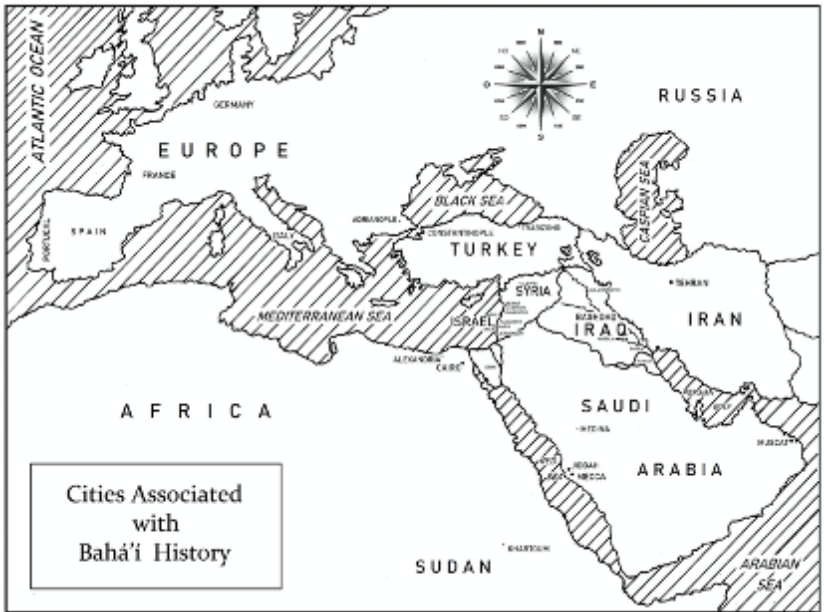 ATLANTIC OCEAN
N
S
E
RUSSIA
GERMANY
EUROPE
FRANCE
CASPIAN SEA
BLACK SEA
PORTUGAL
SPAIN
ITALY
ADRIANOPLE
CONSTANTINOPLE
TURKEY
TEHRAN
SYRIA
IRAN
MEDITERRANEAN SEA
ISRAEL
BAGHDAD
IRAQ
ALEXANDRIA
CAIRO
AFRICA
SAUDI
ARABIA
MEDINA
MUSCAT
JEDDAH
MECCA
Cities Associated
with
Bahá'i History
KHARTOUM
SUDAN
ARABIAN
SEA